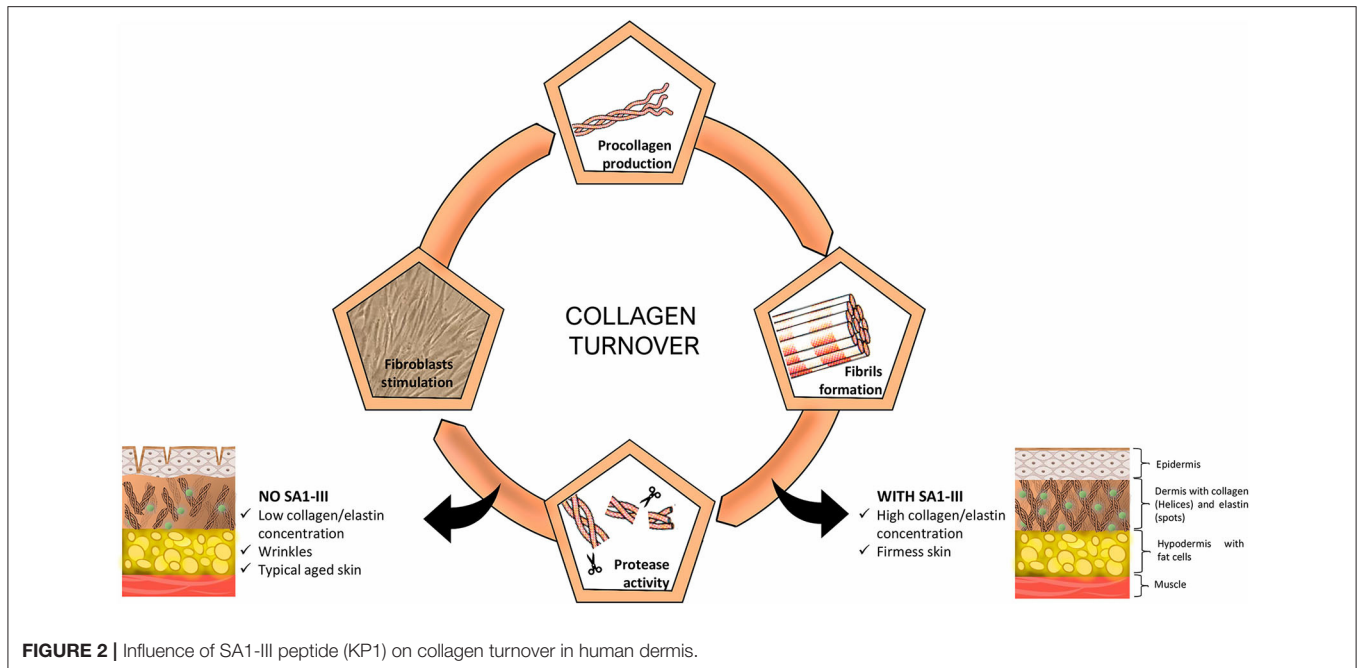 Procollagen
production
COLLAGEN
TURNOVER
Fibroblasts
stimulation
Fibrils
formation
Protease
activity
NO SA1-III
✓ Low collagen/elastin
concentration
✓ Wrinkles
✓ Typical aged skin
WITH SA1-III
✓ High collagen/elastin
concentration
✓ Firmness skin
Epidermis
Dermis with collagen
(Helices) and elastin
(spots)
Hypodermis with
fat cells
Muscle
FIGURE 2 | Influence of SA1-III peptide (KP1) on collagen turnover in human dermis.